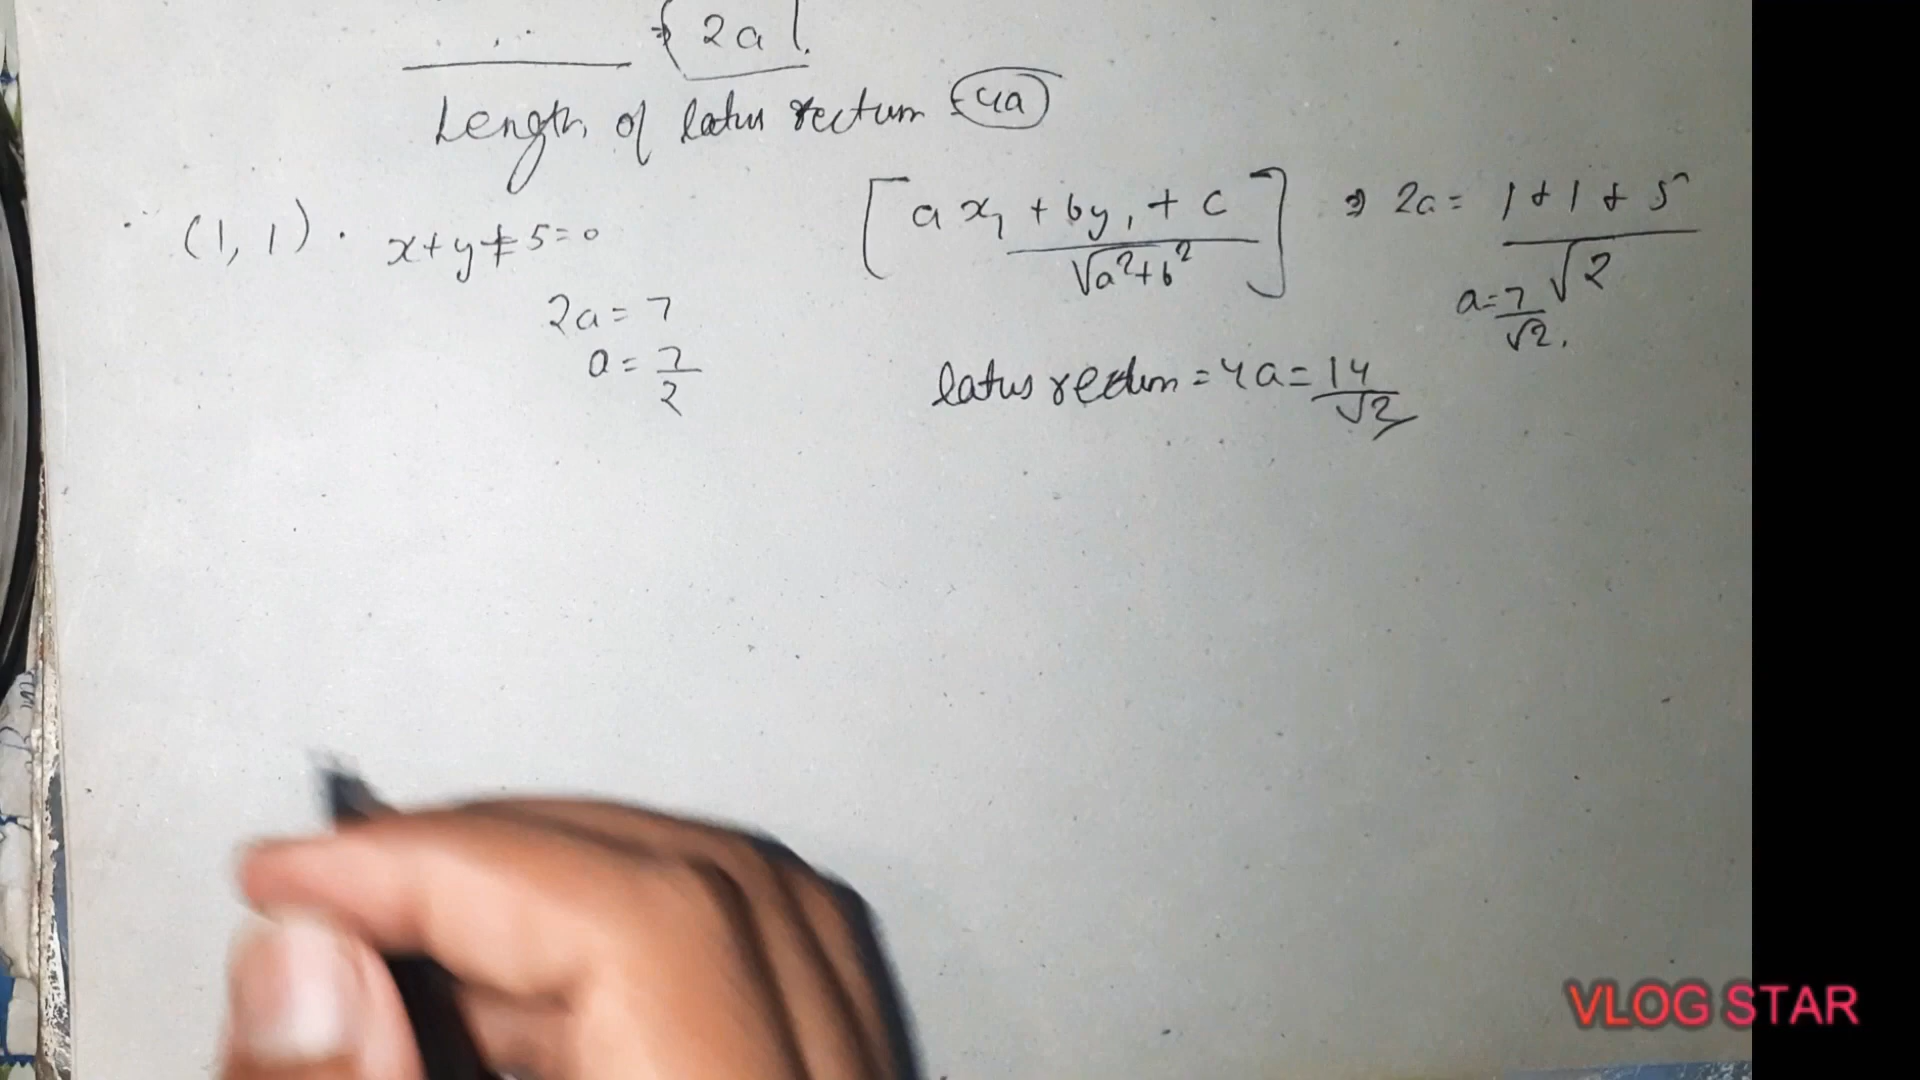 ⇒ 2a.
Length of latus rectum = 4a
(1, 1) . x+y+5=0
2a = 7
a = 7/2
[ax₁ + by₁ + c / √a²+b²] ⇒ 2a = 1+1+5 / √2
a = 7/√2.
latus rectum = 4a = 14/√2
VLOG STAR